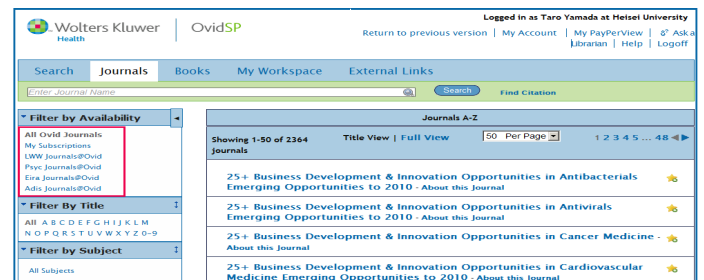 Logged in as Taro Yamada at Heisei University
Wolters Kluwer
Health
OvidSP
Return to previous version | My Account | My PayPerView | Ask a
Librarian | Help | Logoff
Search Journals Books My Workspace External Links
Enter Journal Name
Search
Find Citation
Filter by Availability
All Ovid Journals
My Subscriptions
LWW Journals@Ovid
Psyc Journals@Ovid
Eira Journals@Ovid
Adis Journals@Ovid
Filter By Title
All A B C D E F G H I J K L M
N O P Q R S T U V W X Y Z 0-9
Filter by Subject
All Subjects
Journals A-Z
Showing 1-50 of 2364
journals
Title View | Full View
50 Per Page
1 2 3 4 5 ... 48
25+ Business Development & Innovation Opportunities in Antibacterials
Emerging Opportunities to 2010 - About this Journal
25+ Business Development & Innovation Opportunities in Antivirals
Emerging Opportunities to 2010 - About this Journal
25+ Business Development & Innovation Opportunities in Cancer Medicine -
About this Journal
25+ Business Development & Innovation Opportunities in Cardiovascular
Medicine Emerging Opportunities to 2010 - About this Journal